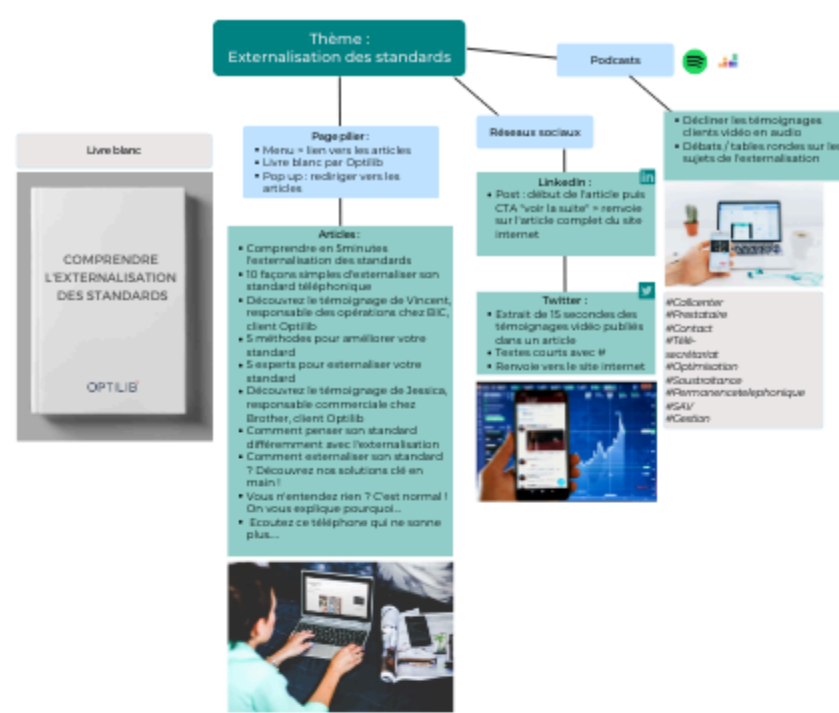 Thème :
Externalisation des standards
Podcasts
Livre blanc
COMPRENDRE
L'EXTERNALISATION
DES STANDARDS
OPTILIB
Page pilier :
Menu = lien vers les articles
Livre blanc par Optilib
Pop up : rediriger vers les
articles
Articles :
Comprendre en 5minutes
l'externalisation des standards
10 façons simples d'externaliser son
standard téléphonique
Découvrez le témoignage de Vincent,
responsable des opérations chez BIC,
client Optilib
5 méthodes pour améliorer votre
standard
5 experts pour externaliser votre
standard
Découvrez le témoignage de Jessica,
responsable commerciale chez
Brother, client Optilib
Comment penser son standard
différemment avec l'externalisation
Comment externaliser son standard
? Découvrez nos solutions clé en
main !
Vous n'entendez rien ? C'est normal !
On vous explique pourquoi...
Ecoutez ce téléphone qui ne sonne
plus....
Réseaux sociaux
in
LinkedIn :
Post : début de l'article puis
CTA "voir la suite" = renvoie
sur l'article complet du site
internet
Twitter :
Extrait de 15 secondes des
témoignages vidéo publiés
dans un article
Textes courts avec #
Renvoie vers le site internet
Décliner les témoignages
clients vidéo en audio
Débats / tables rondes sur les
sujets de l'externalisation
#Callcenter
#Prestataire
#Contact
#Télé-
secrétariat
#Optimisation
#Soustraitance
#Permanencetelephonique
#SAV
#Gestion